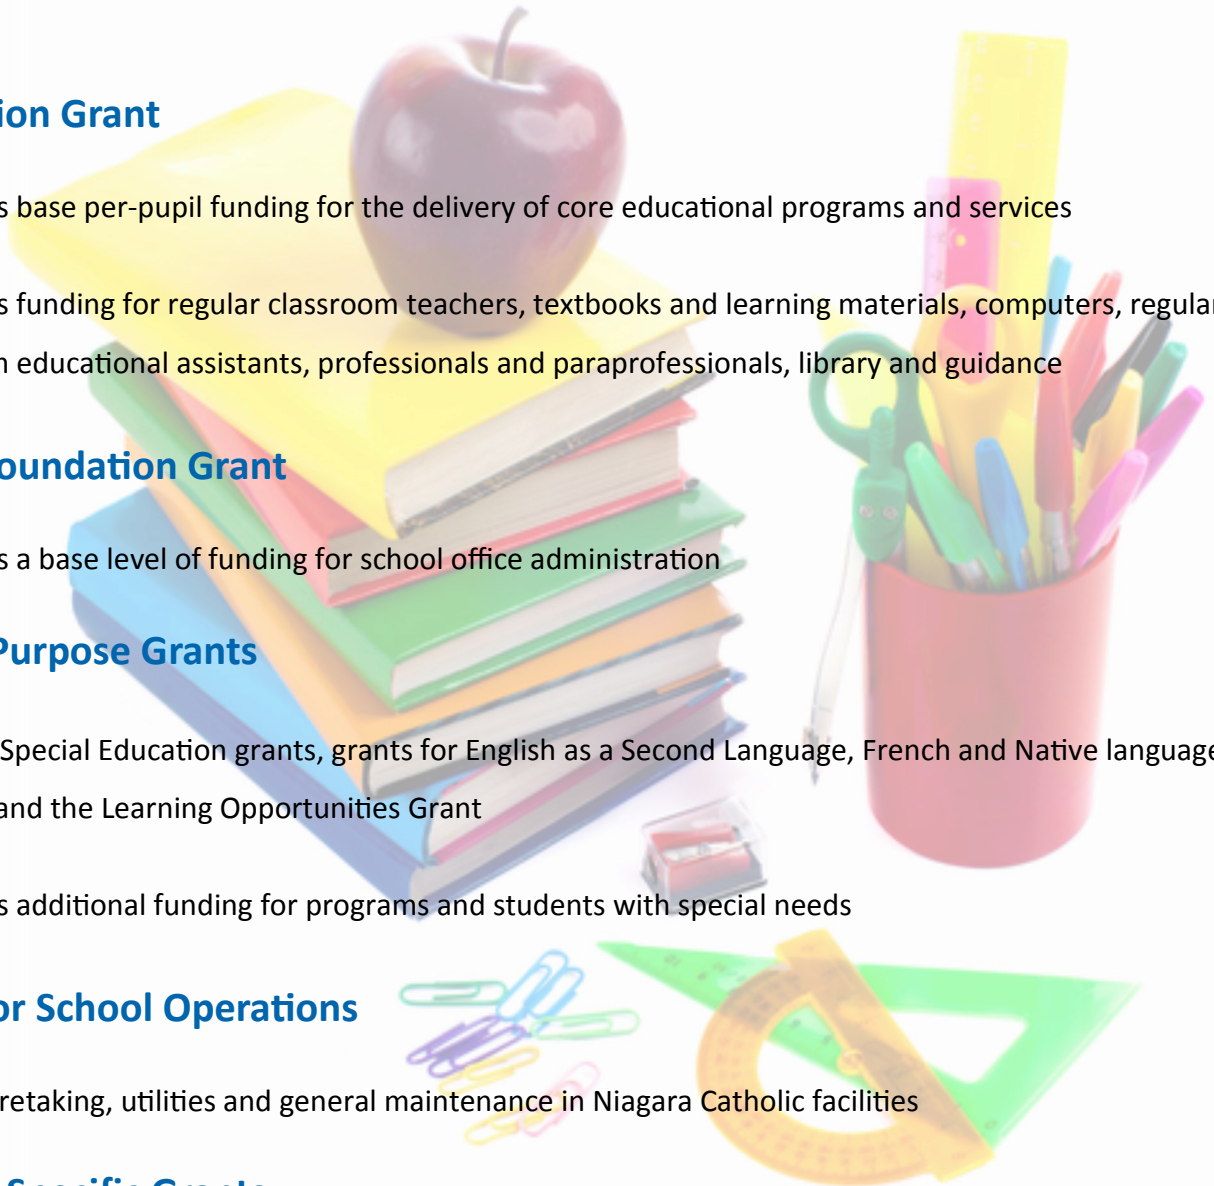 ion Grant
s base per-pupil funding for the delivery of core educational programs and services
s funding for regular classroom teachers, textbooks and learning materials, computers, regular
n educational assistants, professionals and paraprofessionals, library and guidance
oundation Grant
s a base level of funding for school office administration
Purpose Grants
Special Education grants, grants for English as a Second Language, French and Native language
and the Learning Opportunities Grant
s additional funding for programs and students with special needs
or School Operations
retaking, utilities and general maintenance in Niagara Catholic facilities
Specific Grants